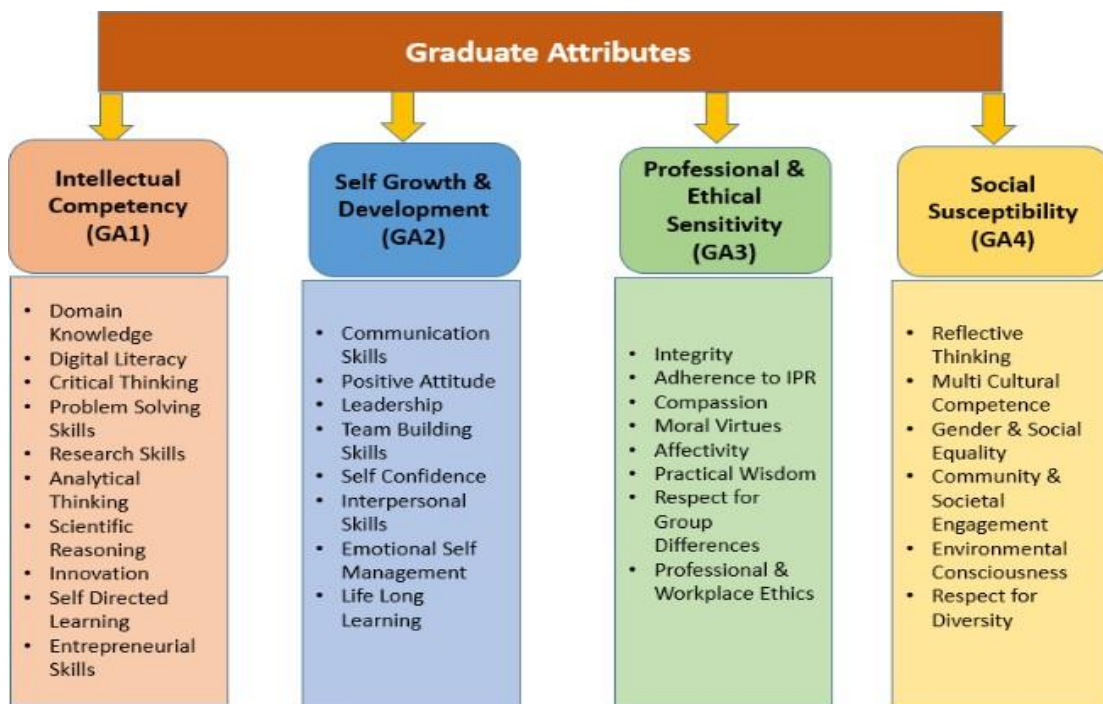 Graduate Attributes
Intellectual
Competency
(GA1)
• Domain
Knowledge
• Digital Literacy
• Critical Thinking
• Problem Solving
Skills
• Research Skills
• Analytical
Thinking
• Scientific
Reasoning
• Innovation
• Self Directed
Learning
• Entrepreneurial
Skills
Self Growth &
Development
(GA2)
• Communication
Skills
• Positive Attitude
• Leadership
• Team Building
Skills
• Self Confidence
• Interpersonal
Skills
• Emotional Self
Management
• Life Long
Learning
Professional &
Ethical
Sensitivity
(GA3)
• Integrity
• Adherence to IPR
• Compassion
• Moral Virtues
• Affectivity
• Practical Wisdom
• Respect for
Group
Differences
• Professional &
Workplace Ethics
Social
Susceptibility
(GA4)
• Reflective
Thinking
• Multi Cultural
Competence
• Gender & Social
Equality
• Community &
Societal
Engagement
• Environmental
Consciousness
• Respect for
Diversity